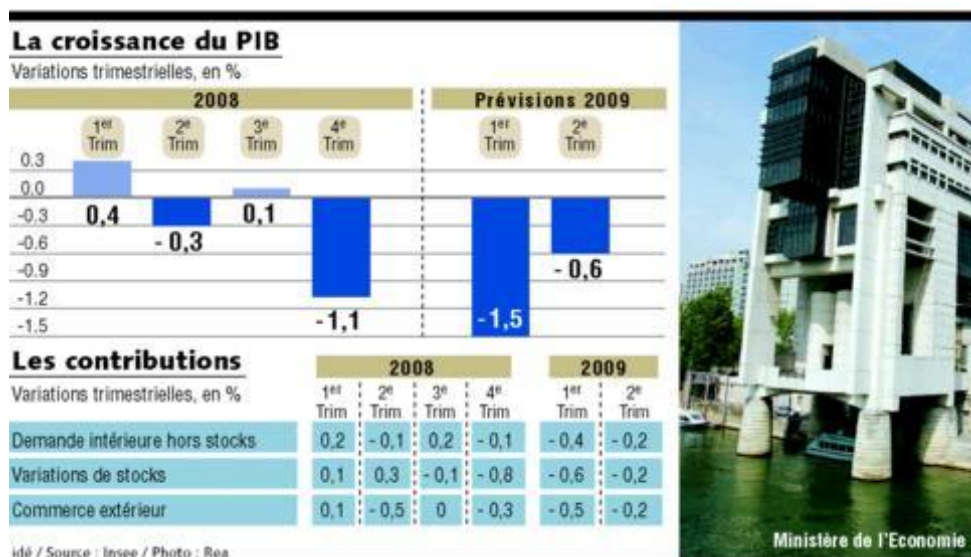 La croissance du PIB
Variations trimestrielles, en %
2008
Prévisions 2009
1er Trim 2e Trim 3e Trim 4e Trim 1er Trim 2e Trim
0.3
0.0
-0.3
-0.6
-0.9
-1.2
-1.5
0,4
- 0,3
0,1
-1,1
-1,5
- 0,6
Les contributions
Variations trimestrielles, en %
2008
2009
1er Trim 2e Trim 3e Trim 4e Trim 1er Trim 2e Trim
Demande intérieure hors stocks 0,2 - 0,1 0,2 - 0,1 - 0,4 - 0,2
Variations de stocks 0,1 0,3 - 0,1 - 0,8 - 0,6 - 0,2
Commerce extérieur 0,1 - 0,5 0 - 0,3 - 0,5 - 0,2
idé / Source : Insee / Photo : Rea
Ministère de l'Economie